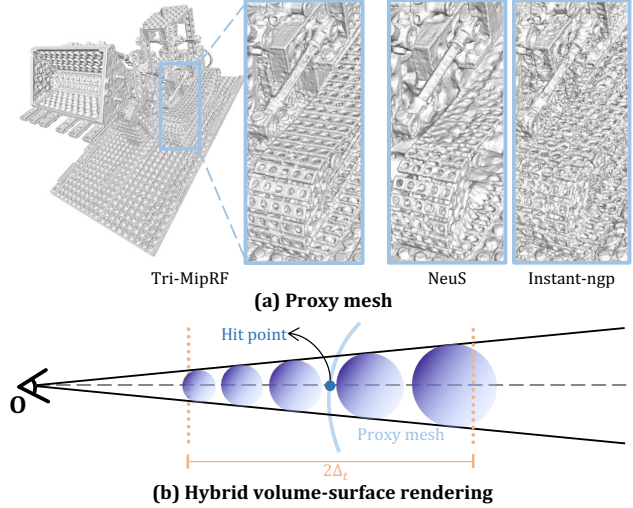 Tri-MipRF
NeuS
Instant-ngp
(a) Proxy mesh
Hit point
O
Proxy mesh
2Δₜ
(b) Hybrid volume-surface rendering